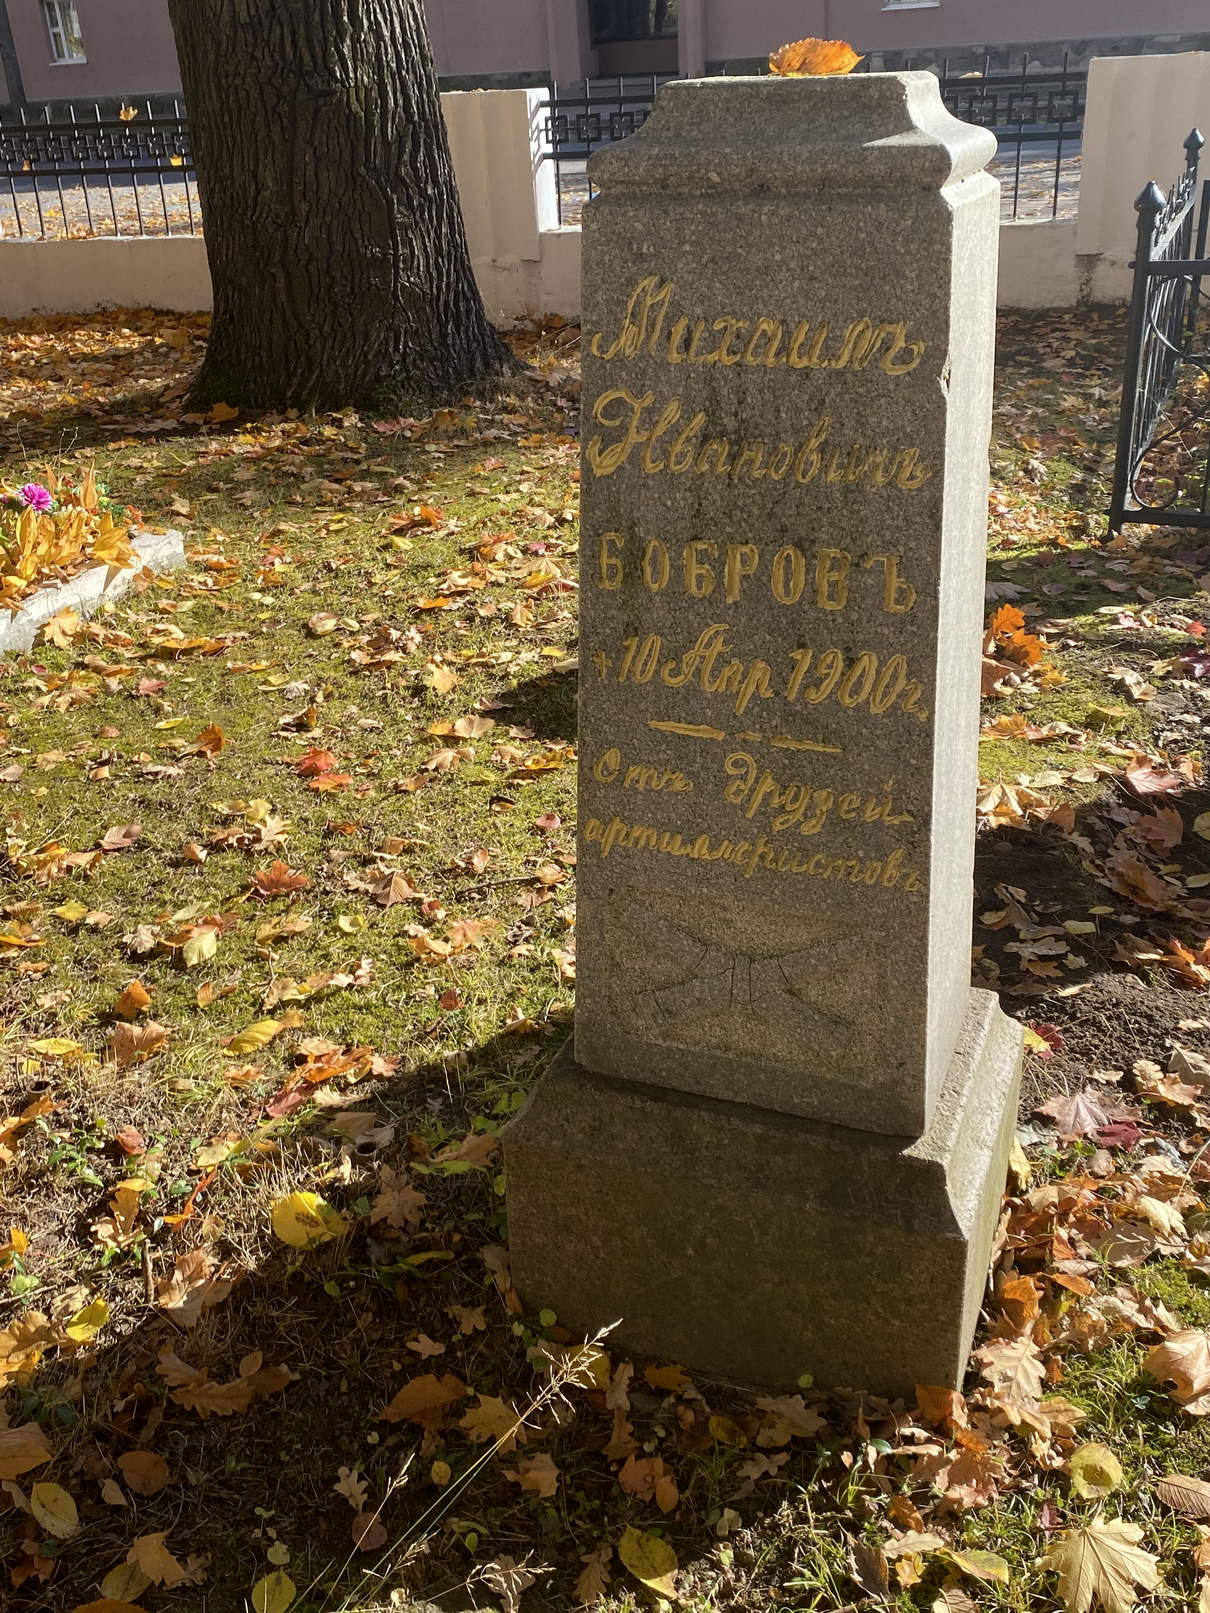 Михаилъ
Ивановичъ
БОБРОВЪ
+10 Апр 1900 г.
Отъ друзей-
артиллеристовъ